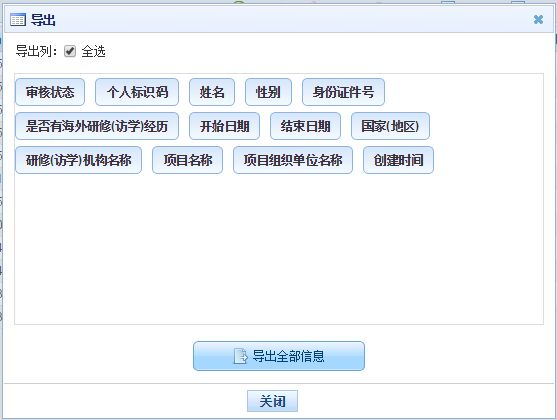 导出
导出列: 全选
审核状态 个人标识码 姓名 性别 身份证件号
是否有海外研修(访学)经历 开始日期 结束日期 国家(地区)
研修(访学)机构名称 项目名称 项目组织单位名称 创建时间
导出全部信息
关闭